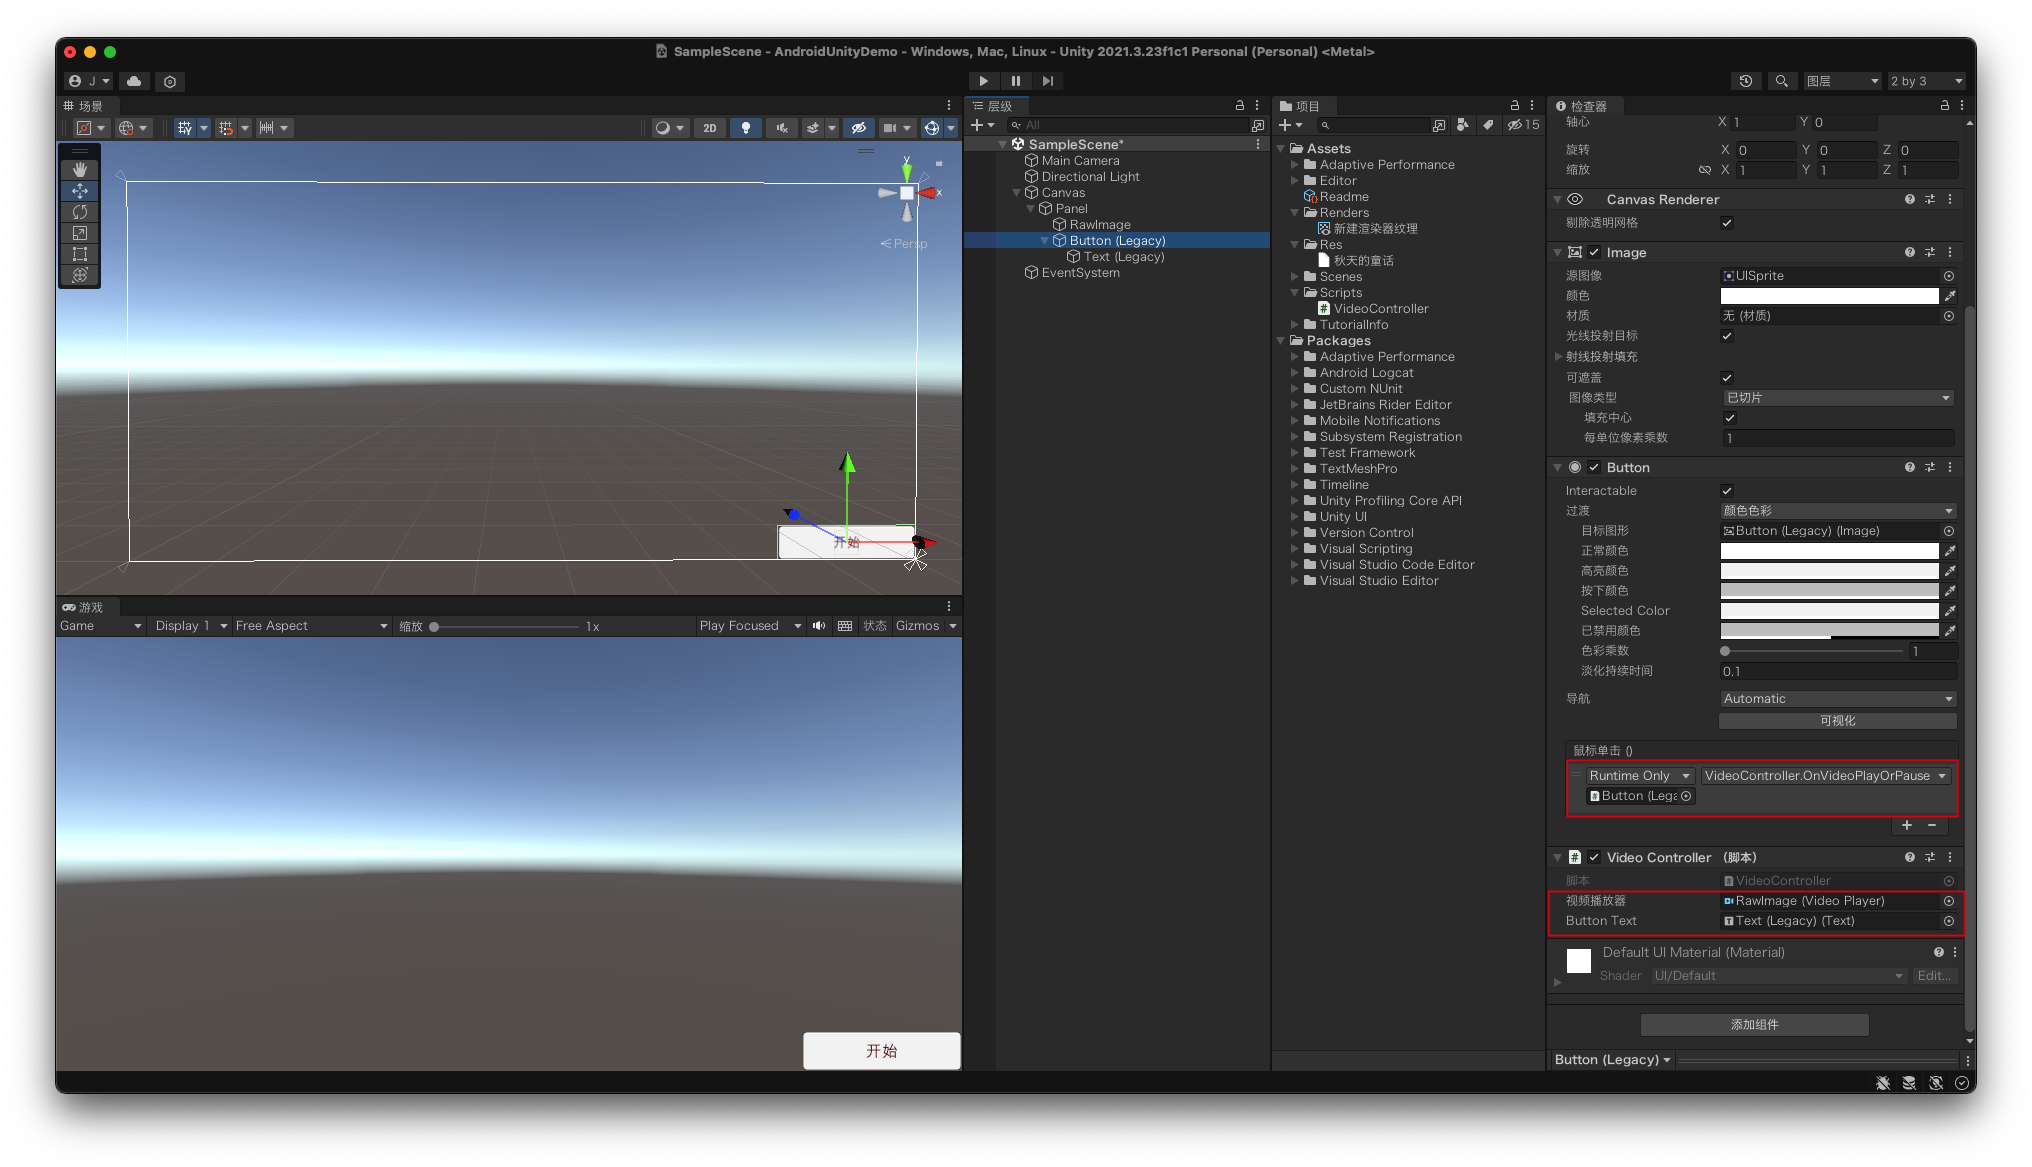 SampleScene - AndroidUnityDemo - Windows, Mac, Linux - Unity 2021.3.23f1c1 Personal (Personal) <Metal>
J
图层
2 by 3
场景
2D
y
x
Persp
开始
游戏
Game
Display 1
Free Aspect
缩放
1x
Play Focused
状态
Gizmos
开始
层级
All
SampleScene*
Main Camera
Directional Light
Canvas
Panel
RawImage
Button (Legacy)
Text (Legacy)
EventSystem
项目
15
Assets
Adaptive Performance
Editor
Readme
Renders
新建渲染器纹理
Res
秋天的童话
Scenes
Scripts
VideoController
TutorialInfo
Packages
Adaptive Performance
Android Logcat
Custom NUnit
JetBrains Rider Editor
Mobile Notifications
Subsystem Registration
Test Framework
TextMeshPro
Timeline
Unity Profiling Core API
Unity UI
Version Control
Visual Scripting
Visual Studio Code Editor
Visual Studio Editor
检查器
轴心 X 1 Y 0
旋转 X 0 Y 0 Z 0
缩放 X 1 Y 1 Z 1
Canvas Renderer
剔除透明网格
Image
源图像 UISprite
颜色
材质 无 (材质)
光线投射目标
射线投射填充
可遮盖
图像类型 已切片
填充中心
每单位像素乘数 1
Button
Interactable
过渡 颜色色彩
目标图形 Button (Legacy) (Image)
正常颜色
高亮颜色
按下颜色
Selected Color
已禁用颜色
色彩乘数 1
淡化持续时间 0.1
导航 Automatic
可视化
鼠标单击 ()
Runtime Only VideoController.OnVideoPlayOrPause
Button (Lega
Video Controller （脚本）
脚本 VideoController
视频播放器 RawImage (Video Player)
Button Text Text (Legacy) (Text)
Default UI Material (Material)
Shader UI/Default Edit...
添加组件
Button (Legacy)